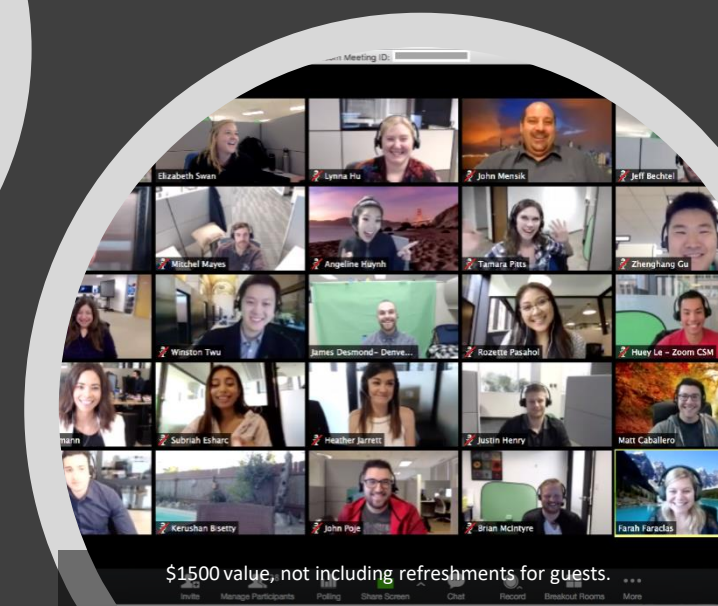 Meeting ID:
Elizabeth Swan
Lynna Hu
John Mensik
Jeff Bechtel
Mitchel Mayes
Angeline Huynh
Tamara Pitts
Zhenghang Gu
Winston Twu
James Desmond- Denve...
Rozette Pasahol
Huey Le - Zoom CSM
mann
Subriah Esharc
Heather Jarrett
Justin Henry
Matt Caballero
Kerushan Bisetty
John Poje
Brian McIntyre
Farah Faraclas
$1500 value, not including refreshments for guests.
Invite Manage Participants Polling Share Screen Chat Record Breakout Rooms More